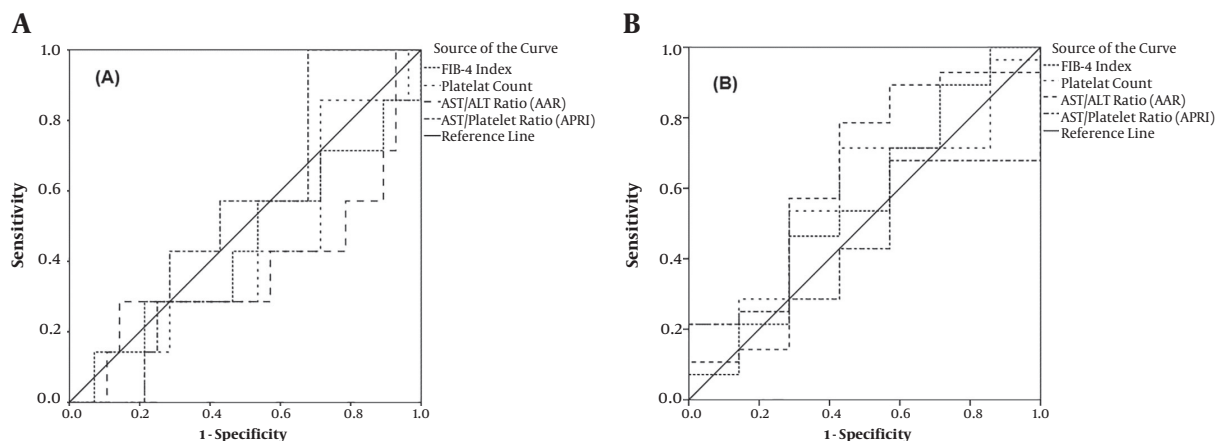 A
B
(A)
Source of the Curve
FIB-4 Index
Platelat Count
AST/ALT Ratio (AAR)
AST/Platelet Ratio (APRI)
Reference Line
Sensitivity
1.0
0.8
0.6
0.4
0.2
0.0
0.0 0.2 0.4 0.6 0.8 1.0
1 - Specificity
(B)
Source of the Curve
FIB-4 Index
Platelat Count
AST/ALT Ratio (AAR)
AST/Platelet Ratio (APRI)
Reference Line
Sensitivity
1.0
0.8
0.6
0.4
0.2
0.0
0.0 0.2 0.4 0.6 0.8 1.0
1 - Specificity